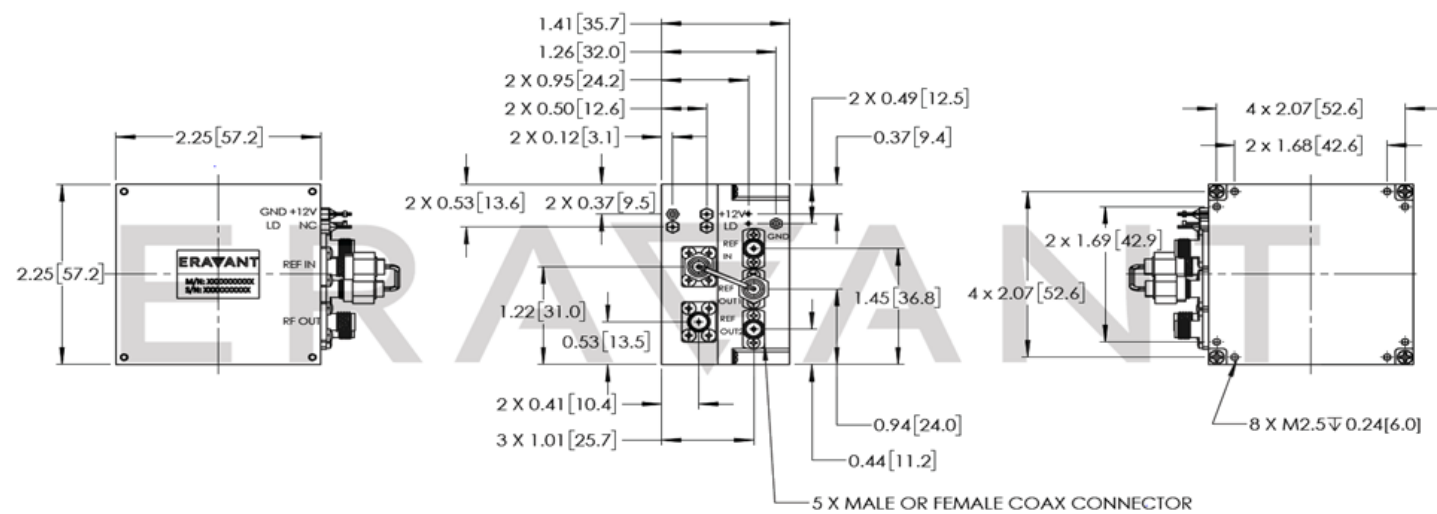 1.41[35.7]
1.26[32.0]
2 X 0.95[24.2]
2 X 0.50[12.6]
2 X 0.12[3.1]
2 X 0.49[12.5]
0.37[9.4]
4 x 2.07[52.6]
2 x 1.68[42.6]
2.25[57.2]
2 X 0.53[13.6]
2 X 0.37[9.5]
GND +12V
LD NC
REF IN
RF OUT
ERAVANT
M/N: XXXXXXXXXX
S/N: XXXXXXXXXX
2.25[57.2]
+12V
LD
GND
REF
IN
REF
OUT1
REF
OUT2
1.22[31.0]
0.53[13.5]
1.45[36.8]
2 x 1.69[42.9]
4 x 2.07[52.6]
ERAVANT
2 X 0.41[10.4]
3 X 1.01[25.7]
0.94[24.0]
0.44[11.2]
8 X M2.5↧0.24[6.0]
5 X MALE OR FEMALE COAX CONNECTOR